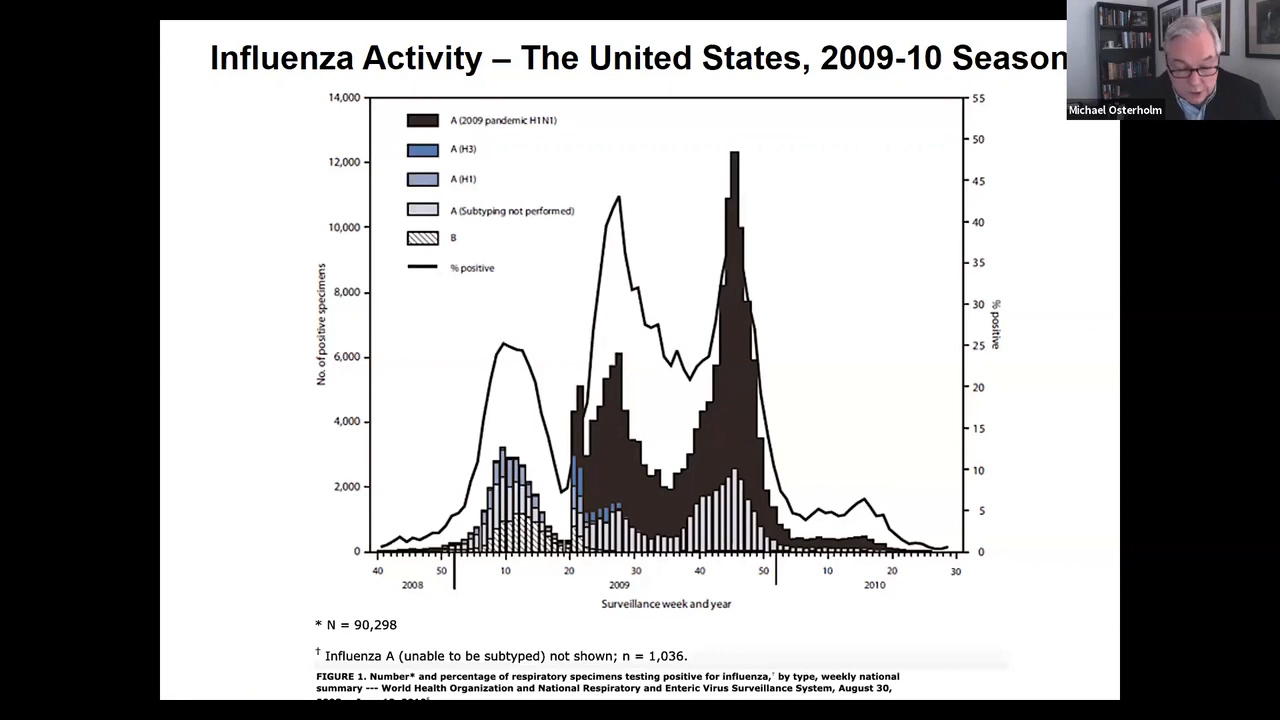 Influenza Activity – The United States, 2009-10 Season
Michael Osterholm
14,000
12,000
10,000
8,000
6,000
4,000
2,000
0
No. of positive specimens
A (2009 pandemic H1N1)
A (H3)
A (H1)
A (Subtyping not performed)
B
% positive
55
50
45
40
35
30
25
20
15
10
5
0
% positive
40 50 10 20 30 40 50 10 20 30
2008 2009 2010
Surveillance week and year
* N = 90,298
† Influenza A (unable to be subtyped) not shown; n = 1,036.
FIGURE 1. Number* and percentage of respiratory specimens testing positive for influenza,† by type, weekly national
summary --- World Health Organization and National Respiratory and Enteric Virus Surveillance System, August 30,